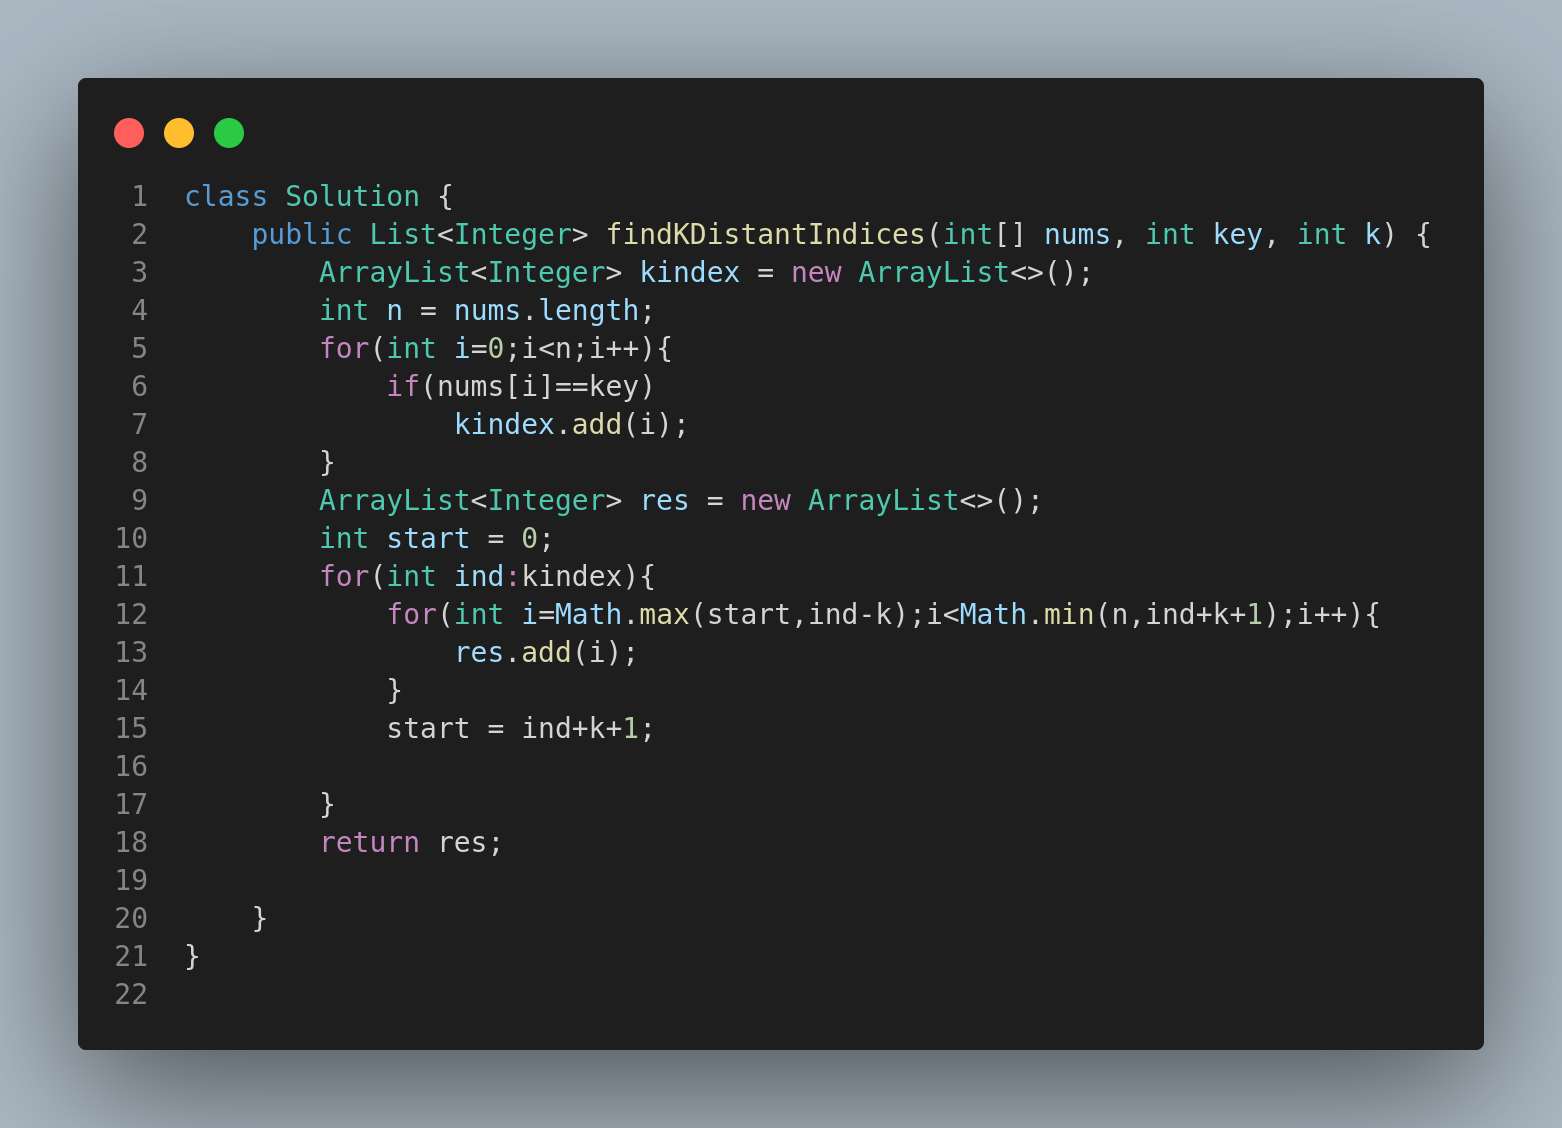 1 class Solution {
2     public List<Integer> findKDistantIndices(int[] nums, int key, int k) {
3         ArrayList<Integer> kindex = new ArrayList<>();
4         int n = nums.length;
5         for(int i=0;i<n;i++){
6             if(nums[i]==key)
7                 kindex.add(i);
8         }
9         ArrayList<Integer> res = new ArrayList<>();
10         int start = 0;
11         for(int ind:kindex){
12             for(int i=Math.max(start,ind-k);i<Math.min(n,ind+k+1);i++){
13                 res.add(i);
14             }
15             start = ind+k+1;
16
17         }
18         return res;
19
20     }
21 }
22